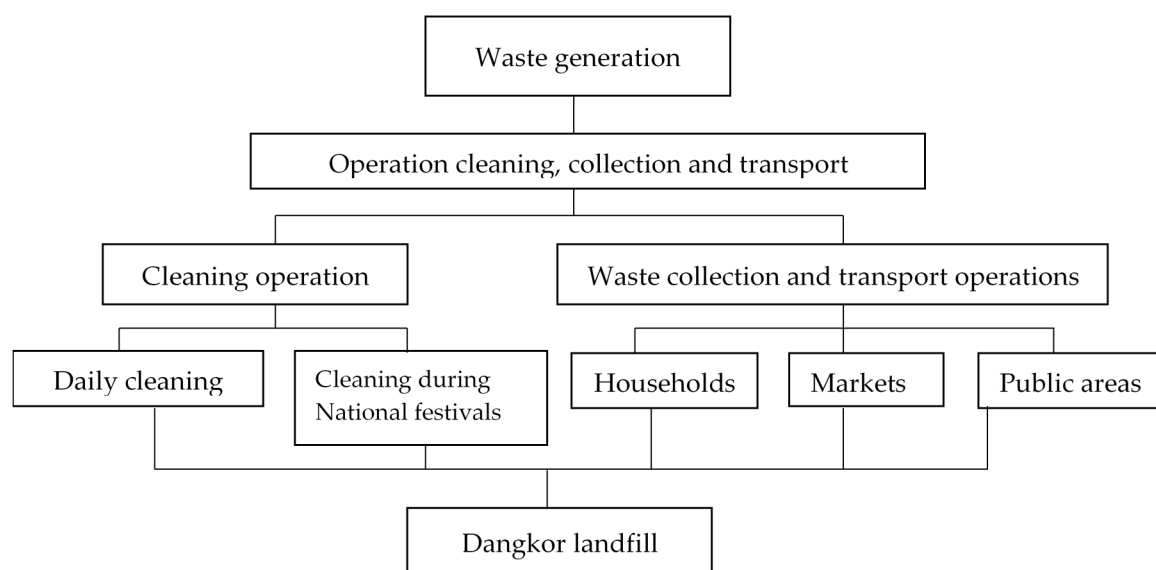 Waste generation
Operation cleaning, collection and transport
Cleaning operation
Waste collection and transport operations
Daily cleaning
Cleaning during
National festivals
Households
Markets
Public areas
Dangkor landfill